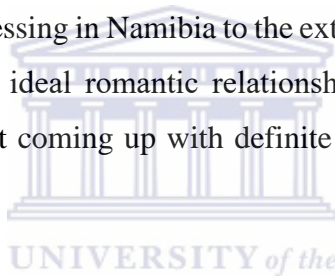 essing in Namibia to the ext
ideal romantic relationsh
t coming up with definite
UNIVERSITY of the